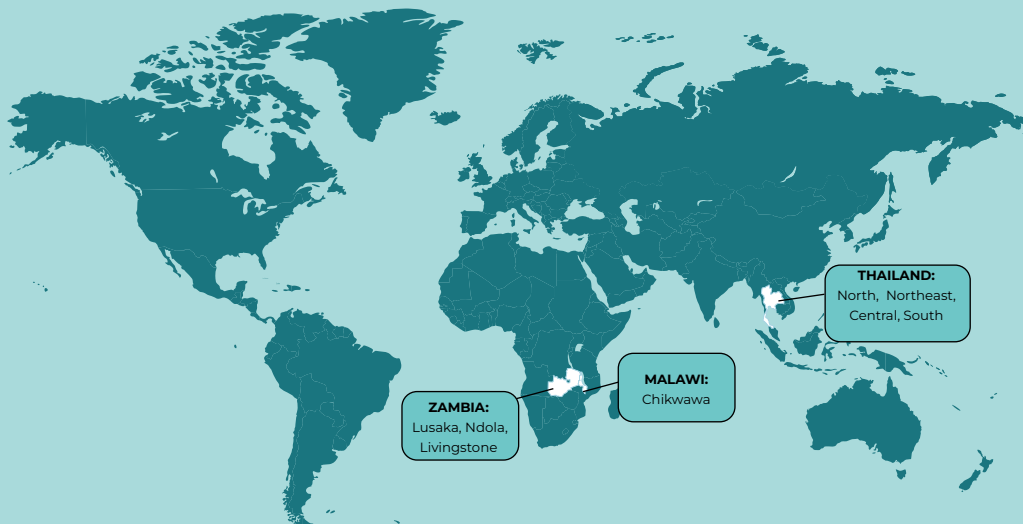 THAILAND:
North, Northeast,
Central, South
MALAWI:
Chikwawa
ZAMBIA:
Lusaka, Ndola,
Livingstone